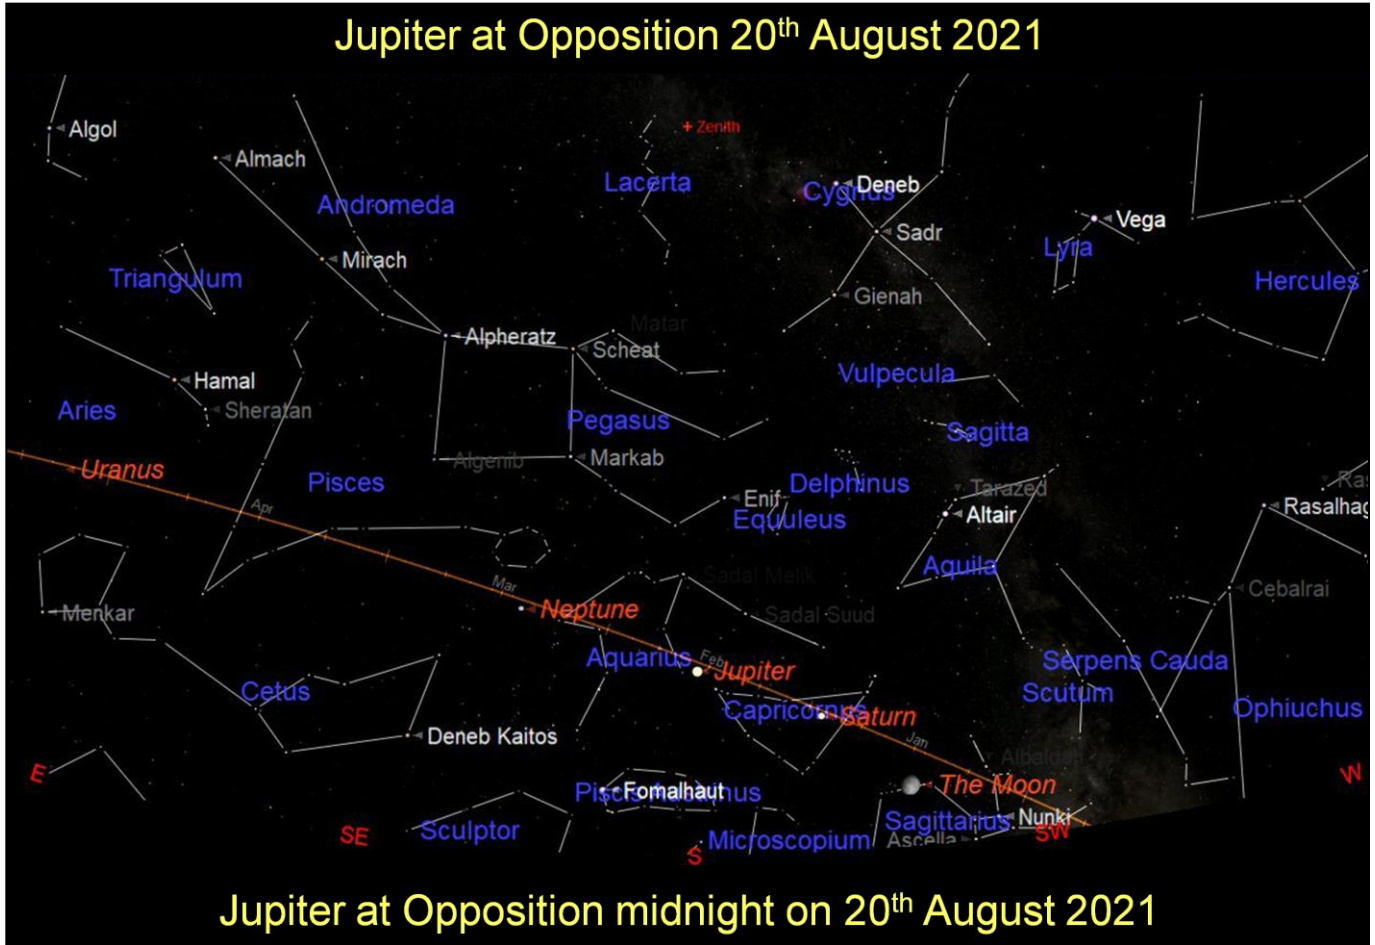 Jupiter at Opposition 20th August 2021
Zenith
Algol
Almach
Lacerta
Cygnus
Deneb
Andromeda
Vega
Sadr
Lyra
Mirach
Triangulum
Hercules
Gienah
Matar
Alpheratz
Scheat
Hamal
Vulpecula
Aries
Sheratan
Pegasus
Sagitta
Algenib
Markab
Uranus
Pisces
Delphinus
Tarazed
Enif
Equuleus
Altair
Rasalhag
Apr
Aquila
Sadal Melik
Mar
Cebalrai
Menkar
Neptune
Sadal Suud
Aquarius
Feb
Jupiter
Serpens Cauda
Cetus
Scutum
Capricornus
Saturn
Ophiuchus
Deneb Kaitos
Jan
E
W
The Moon
Piscis Austrinus
Fomalhaut
Sagittarius
Nunki
SE
Sculptor
SW
Microscopium
Ascella
S
Jupiter at Opposition midnight on 20th August 2021